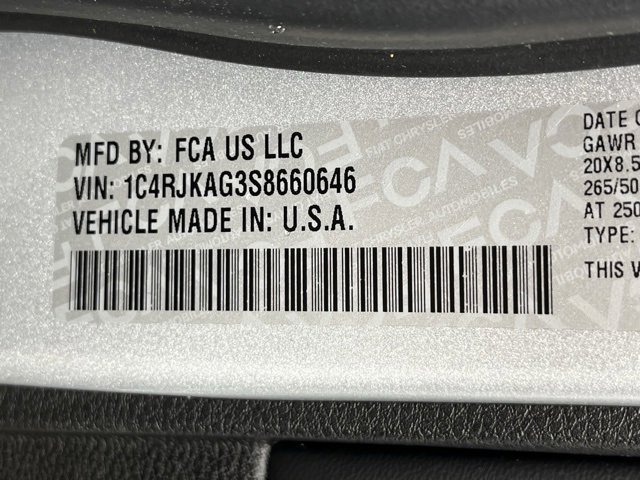 MFD BY: FCA US LLC
VIN: 1C4RJKAG3S8660646
VEHICLE MADE IN: U.S.A.
DATE O
GAWR
20X8.5
265/50
AT 250
TYPE:
THIS V